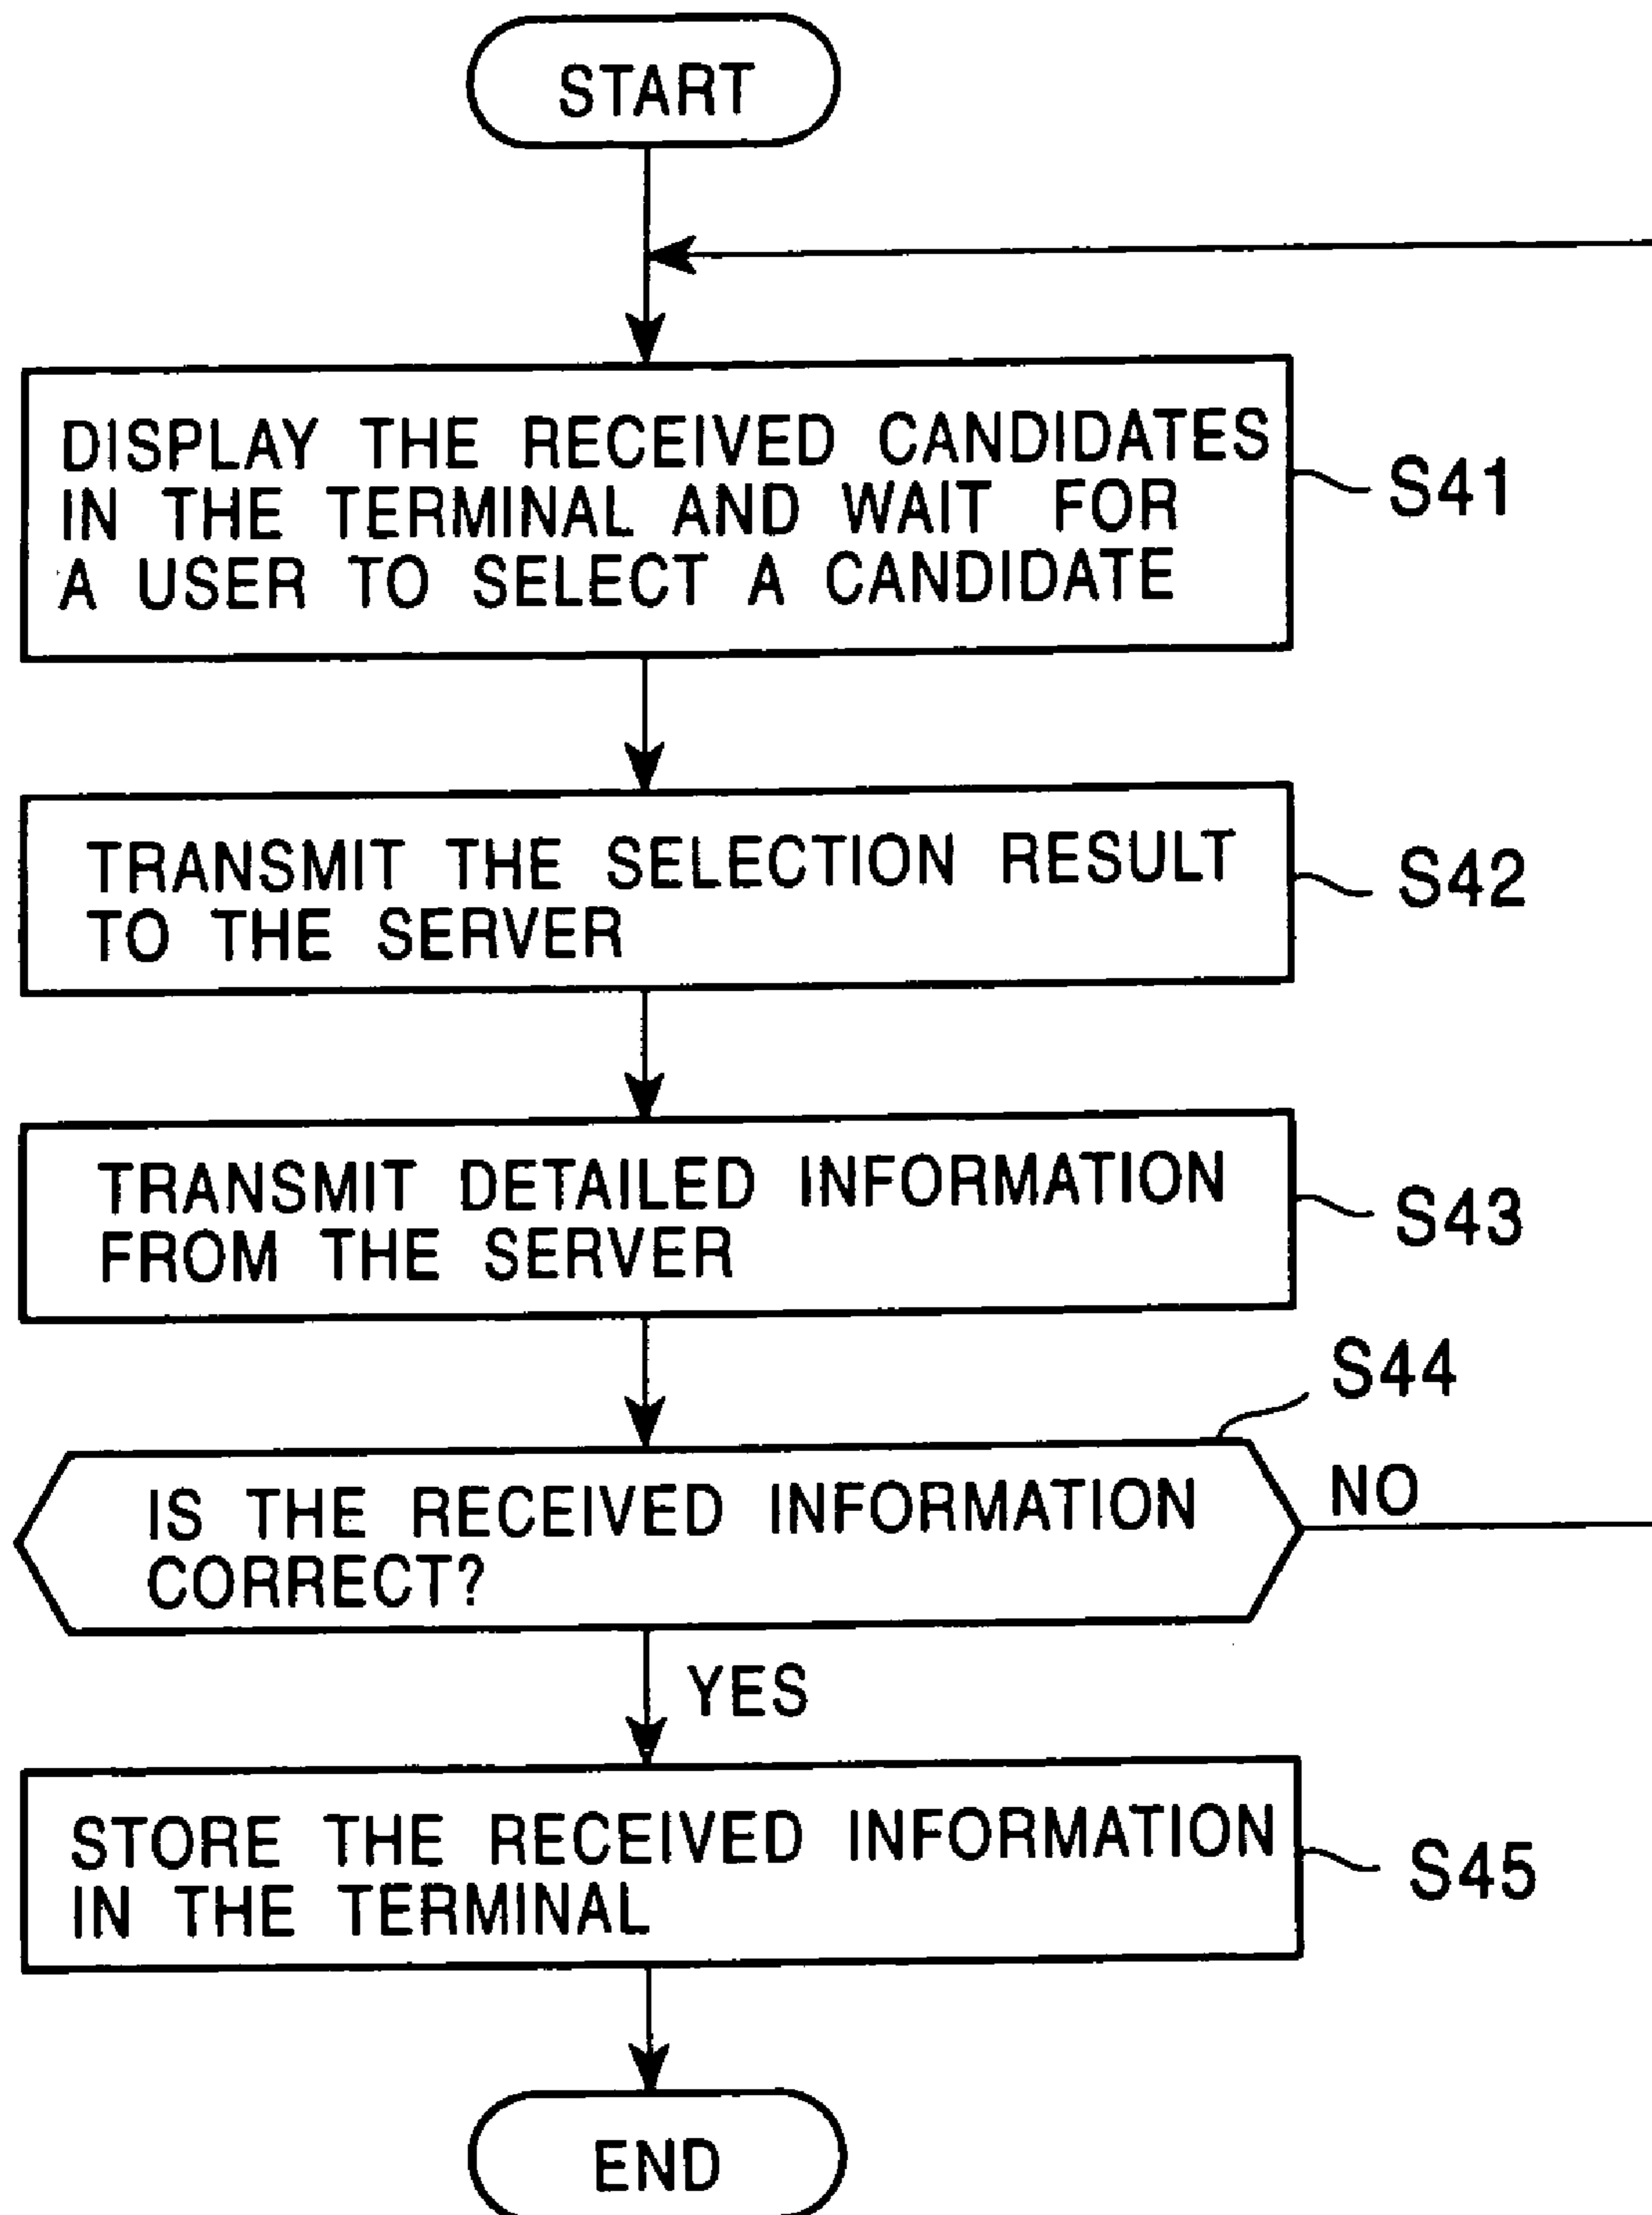 START
DISPLAY THE RECEIVED CANDIDATES
IN THE TERMINAL AND WAIT FOR
A USER TO SELECT A CANDIDATE
S41
TRANSMIT THE SELECTION RESULT
TO THE SERVER
S42
TRANSMIT DETAILED INFORMATION
FROM THE SERVER
S43
S44
IS THE RECEIVED INFORMATION
CORRECT?
NO
YES
STORE THE RECEIVED INFORMATION
IN THE TERMINAL
S45
END